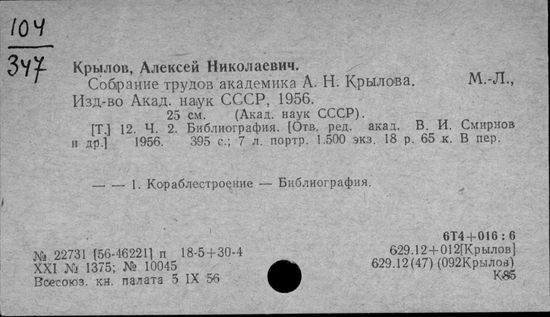 104
347
Крылов, Алексей Николаевич.
Собрание трудов академика А. Н. Крылова. М.-Л.,
Изд-во Акад. наук СССР, 1956.
25 см. (Акад. наук СССР).
[Т.] 12. Ч. 2. Библиография. [Отв. ред. акад. В. И. Смирнов
и др.] 1956. 395 с.; 7 л. портр. 1.500 экз. 18 р. 65 к. В пер.
— — 1. Кораблестроение — Библиография.
6Т4+016 : 6
№ 22731 [56-46221] п 18-5+30-4 629.12+012[Крылов]
XXI № 1375; № 10045 629.12(47) (092Крылов)
Всесоюз. кн. палата 5 IX 56 К85